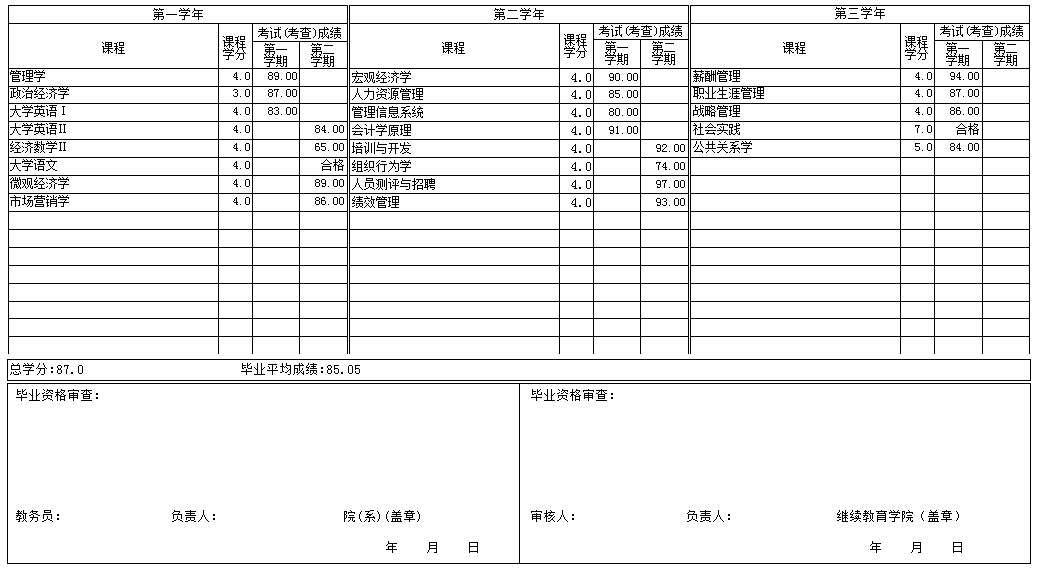 第一学年 第二学年 第三学年
课程 课程学分 考试(考查)成绩 课程 课程学分 考试(考查)成绩 课程 课程学分 考试(考查)成绩
第一学期 第二学期 第一学期 第二学期 第一学期 第二学期
管理学 4.0 89.00 宏观经济学 4.0 90.00 薪酬管理 4.0 94.00
政治经济学 3.0 87.00 人力资源管理 4.0 85.00 职业生涯管理 4.0 87.00
大学英语Ⅰ 4.0 83.00 管理信息系统 4.0 80.00 战略管理 4.0 86.00
大学英语Ⅱ 4.0 84.00 会计学原理 4.0 91.00 社会实践 7.0 合格
经济数学Ⅱ 4.0 65.00 培训与开发 4.0 92.00 公共关系学 5.0 84.00
大学语文 4.0 合格 组织行为学 4.0 74.00
微观经济学 4.0 89.00 人员测评与招聘 4.0 97.00
市场营销学 4.0 86.00 绩效管理 4.0 93.00
总学分:87.0 毕业平均成绩:85.05
毕业资格审查: 毕业资格审查:
教务员: 负责人: 院(系)(盖章) 审核人: 负责人: 继续教育学院（盖章）
年 月 日 年 月 日